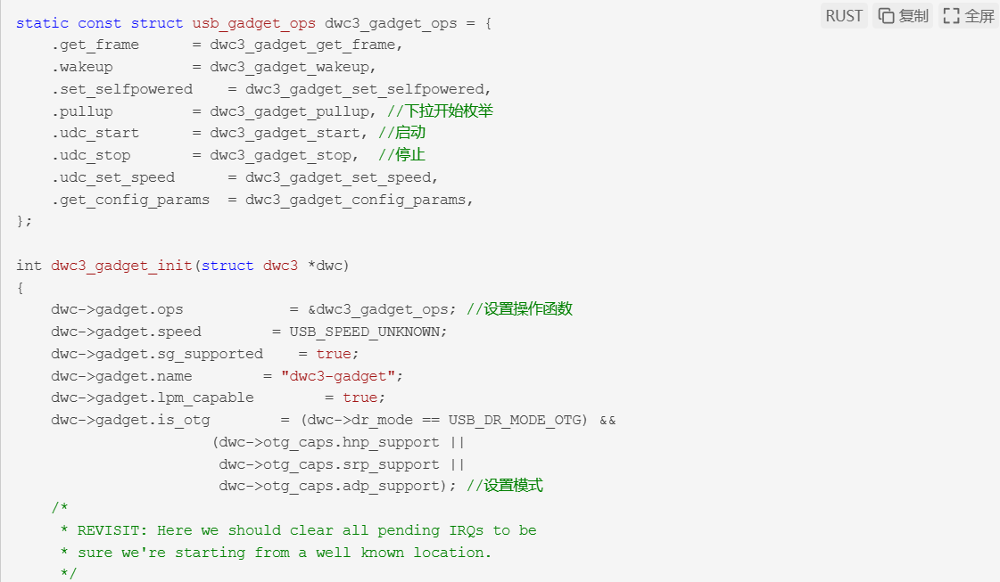 RUST 复制 全屏
static const struct usb_gadget_ops dwc3_gadget_ops = {
    .get_frame      = dwc3_gadget_get_frame,
    .wakeup         = dwc3_gadget_wakeup,
    .set_selfpowered    = dwc3_gadget_set_selfpowered,
    .pullup         = dwc3_gadget_pullup, //下拉开始枚举
    .udc_start      = dwc3_gadget_start, //启动
    .udc_stop       = dwc3_gadget_stop,  //停止
    .udc_set_speed      = dwc3_gadget_set_speed,
    .get_config_params  = dwc3_gadget_config_params,
};

int dwc3_gadget_init(struct dwc3 *dwc)
{
    dwc->gadget.ops            = &dwc3_gadget_ops; //设置操作函数
    dwc->gadget.speed        = USB_SPEED_UNKNOWN;
    dwc->gadget.sg_supported    = true;
    dwc->gadget.name        = "dwc3-gadget";
    dwc->gadget.lpm_capable        = true;
    dwc->gadget.is_otg        = (dwc->dr_mode == USB_DR_MODE_OTG) &&
                      (dwc->otg_caps.hnp_support ||
                       dwc->otg_caps.srp_support ||
                       dwc->otg_caps.adp_support); //设置模式
    /*
     * REVISIT: Here we should clear all pending IRQs to be
     * sure we're starting from a well known location.
     */